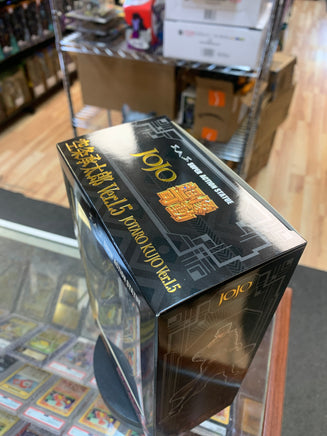 S.A.S SUPER ACTION STATUE
JOJO
空条承太郎 Ver.1.5
JOTARO KUJO Ver.1.5
JOJO